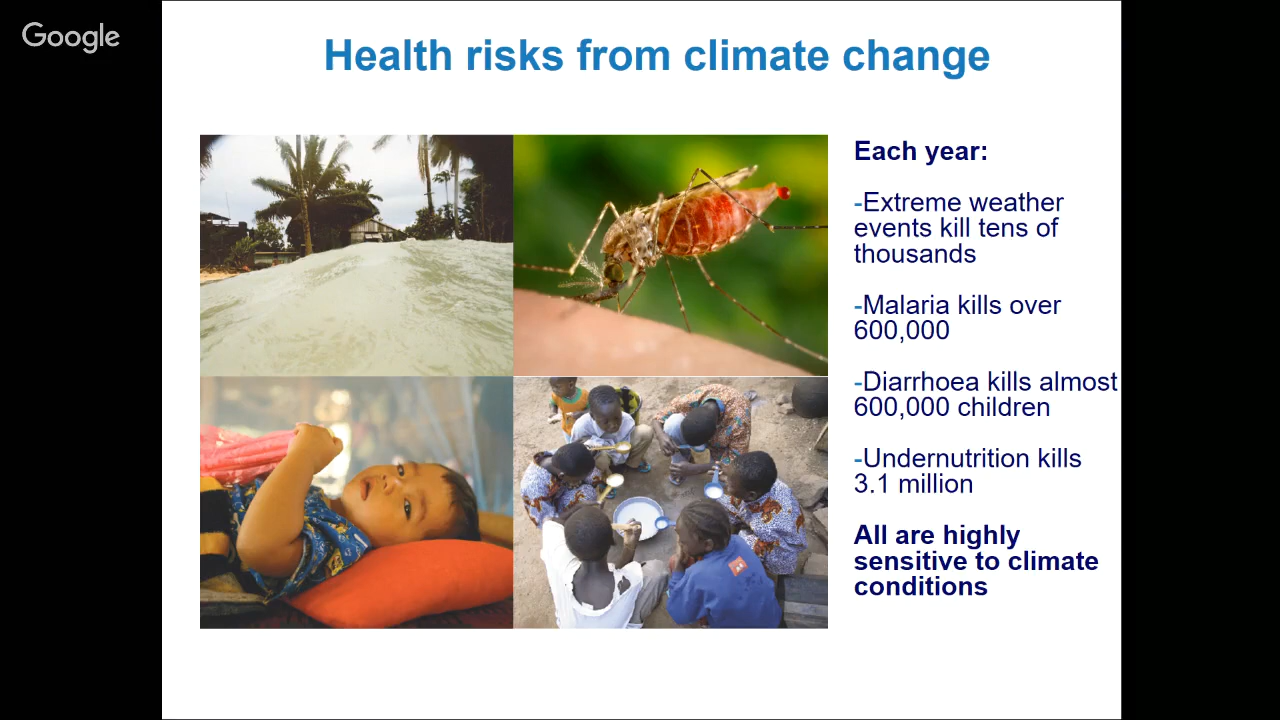 Google
Health risks from climate change
Each year:
-Extreme weather
events kill tens of
thousands
-Malaria kills over
600,000
-Diarrhoea kills almost
600,000 children
-Undernutrition kills
3.1 million
All are highly
sensitive to climate
conditions